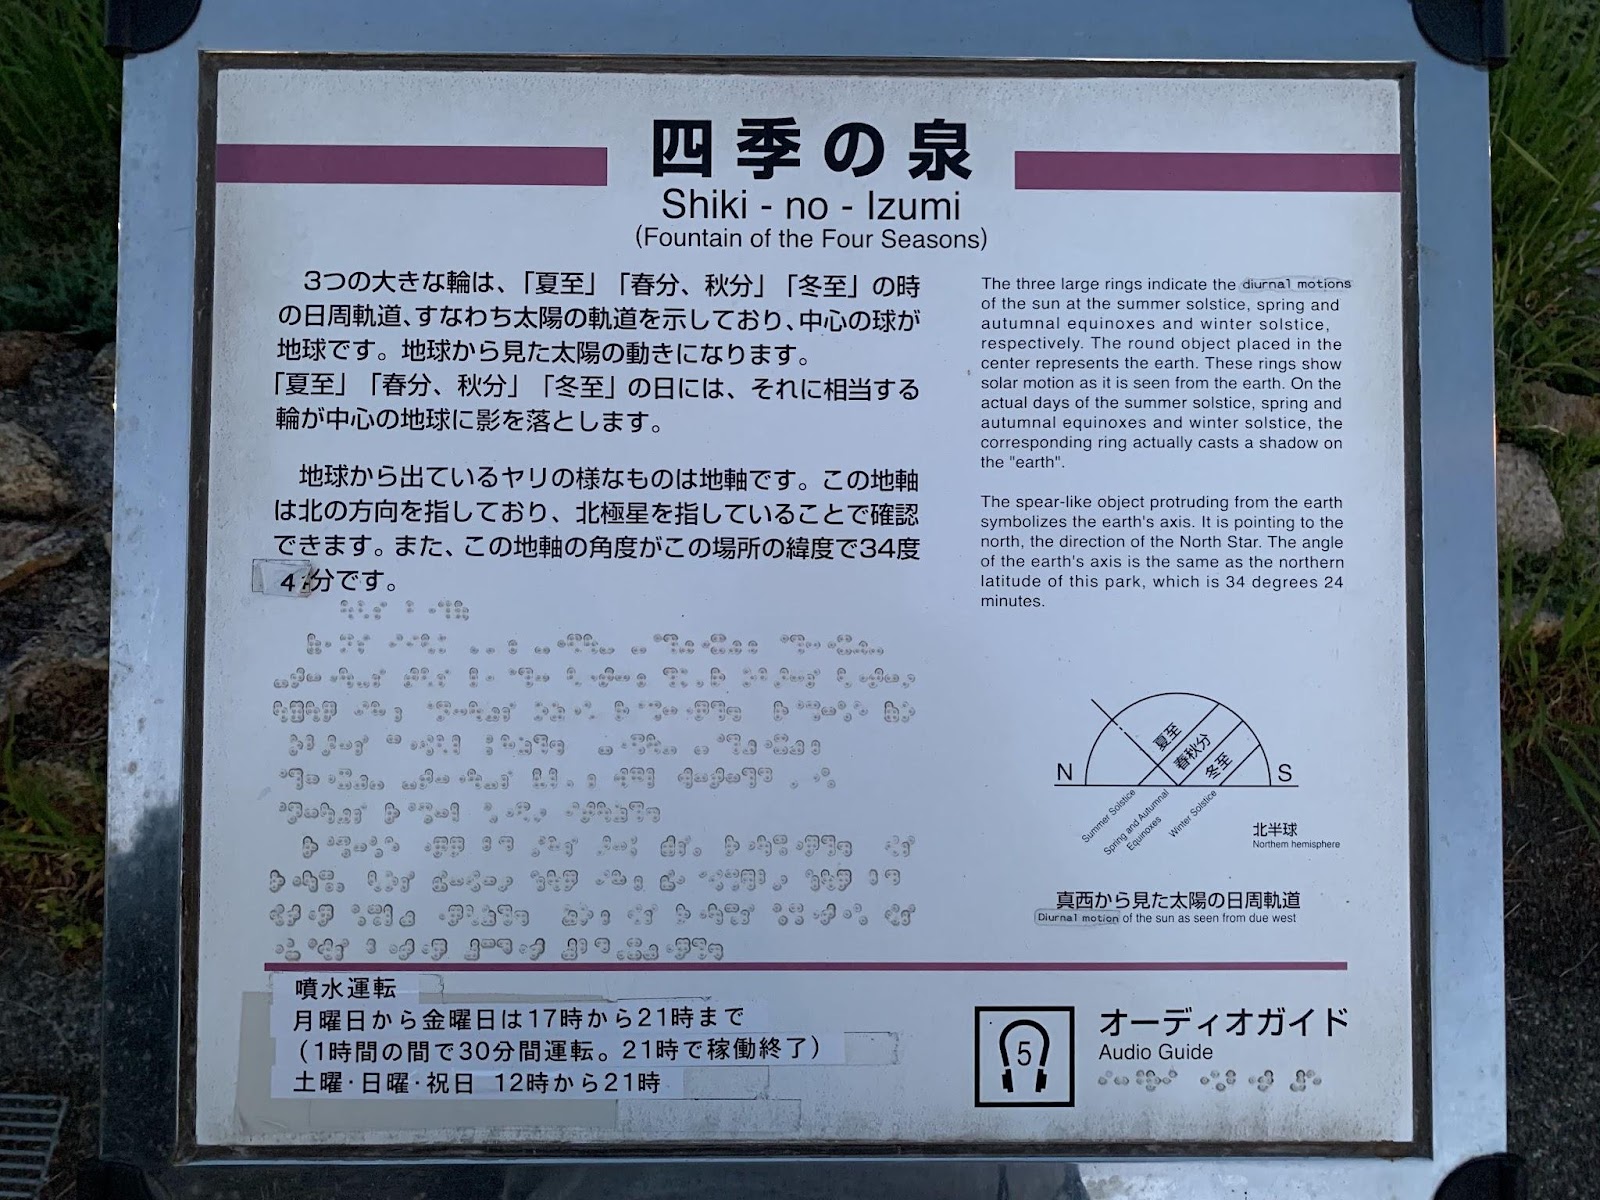 四季の泉
Shiki - no - Izumi
(Fountain of the Four Seasons)
3つの大きな輪は、「夏至」「春分、秋分」「冬至」の時
の日周軌道、すなわち太陽の軌道を示しており、中心の球が
地球です。地球から見た太陽の動きになります。
「夏至」「春分、秋分」「冬至」の日には、それに相当する
輪が中心の地球に影を落とします。
地球から出ているヤリの様なものは地軸です。この地軸
は北の方向を指しており、北極星を指していることで確認
できます。また、この地軸の角度がこの場所の緯度で34度
分です。
The three large rings indicate the diurnal motions
of the sun at the summer solstice, spring and
autumnal equinoxes and winter solstice,
respectively. The round object placed in the
center represents the earth. These rings show
solar motion as it is seen from the earth. On the
actual days of the summer solstice, spring and
autumnal equinoxes and winter solstice, the
corresponding ring actually casts a shadow on
the "earth".
The spear-like object protruding from the earth
symbolizes the earth's axis. It is pointing to the
north, the direction of the North Star. The angle
of the earth's axis is the same as the northern
latitude of this park, which is 34 degrees 24
minutes.
夏至
春秋分
冬至
N
S
Summer Solstice
Spring and Autumnal
Equinoxes
Winter Solstice
北半球
Northern hemisphere
真西から見た太陽の日周軌道
Diurnal motion of the sun as seen from due west
噴水運転
月曜日から金曜日は17時から21時まで
(1時間の間で30分間運転。21時で稼働終了)
土曜・日曜・祝日 12時から21時
5
オーディオガイド
Audio Guide